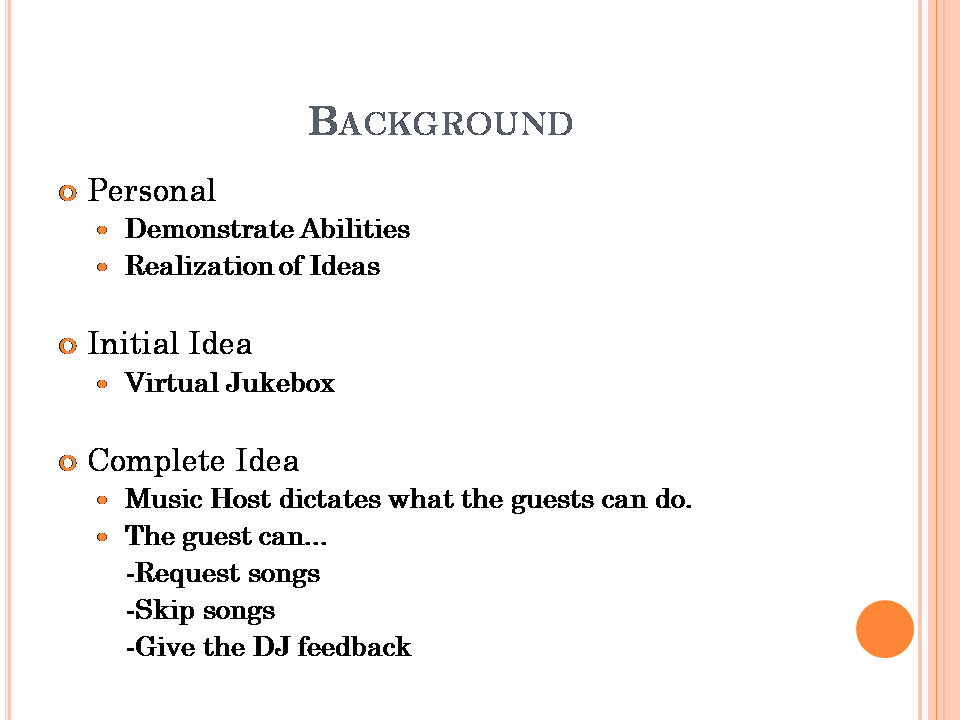 Background
Personal
Demonstrate Abilities
Realization of Ideas
Initial Idea
Virtual Jukebox
Complete Idea
Music Host dictates what the guests can do.
The guest can...
-Request songs
-Skip songs
-Give the DJ feedback